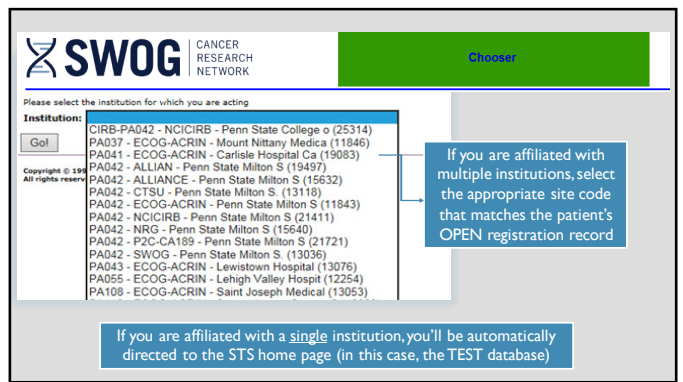 SWOG
CANCER
RESEARCH
NETWORK
Chooser
Please select the institution for which you are acting
Institution:
Go!
CIRB-PA042 - NCICIRB - Penn State College o (25314)
PA037 - ECOG-ACRIN - Mount Nittany Medica (11846)
PA041 - ECOG-ACRIN - Carlisle Hospital Ca (19083)
PA042 - ALLIAN - Penn State Milton S (19497)
PA042 - ALLIANCE - Penn State Milton S (15632)
PA042 - CTSU - Penn State Milton S. (13118)
PA042 - ECOG-ACRIN - Penn State Milton S (11843)
PA042 - NCICIRB - Penn State Milton S (21411)
PA042 - NRG - Penn State Milton S (15640)
PA042 - P2C-CA189 - Penn State Milton S (21721)
PA042 - SWOG - Penn State Milton S. (13036)
PA043 - ECOG-ACRIN - Lewistown Hospital (13076)
PA055 - ECOG-ACRIN - Lehigh Valley Hospit (12254)
PA108 - ECOG-ACRIN - Saint Joseph Medical (13053)
Copyright © 199
All rights reserv
If you are affiliated with
multiple institutions, select
the appropriate site code
that matches the patient's
OPEN registration record
If you are affiliated with a single institution, you'll be automatically
directed to the STS home page (in this case, the TEST database)